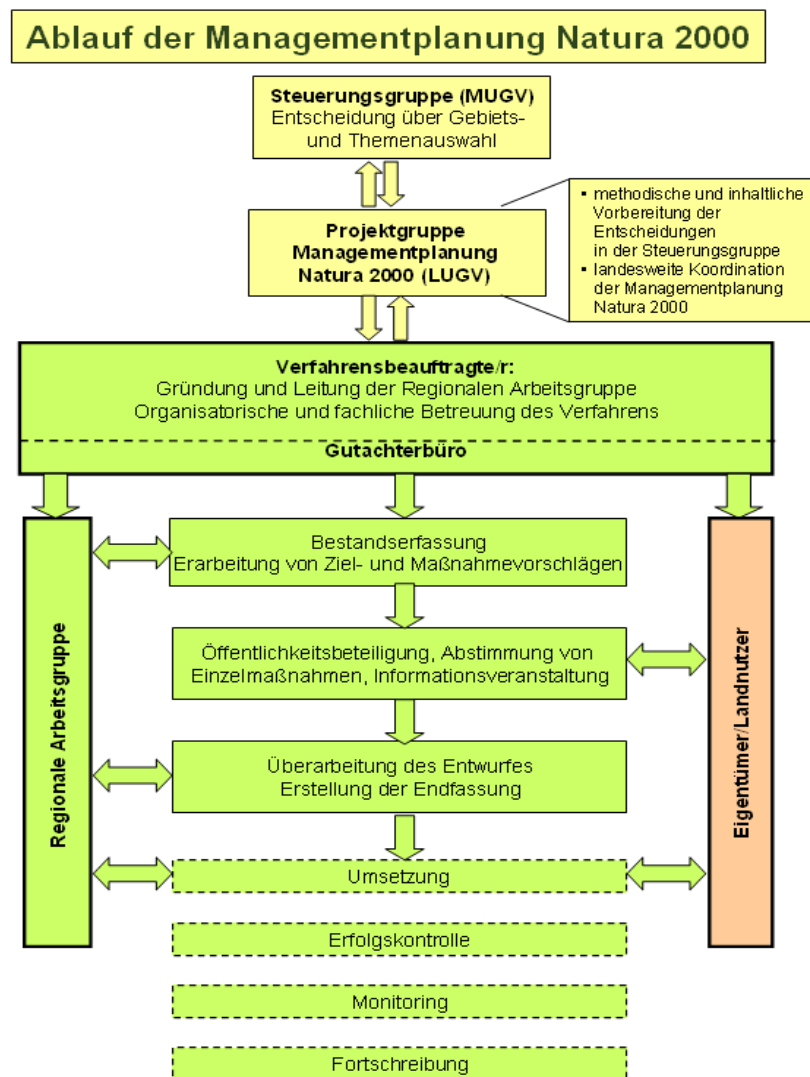 Ablauf der Managementplanung Natura 2000
Steuerungsgruppe (MUGV)
Entscheidung über Gebiets-
und Themenauswahl
Projektgruppe
Managementplanung
Natura 2000 (LUGV)
▪ methodische und inhaltliche
Vorbereitung der
Entscheidungen
in der Steuerungsgruppe
▪ landesweite Koordination
der Managementplanung
Natura 2000
Verfahrensbeauftragte/r:
Gründung und Leitung der Regionalen Arbeitsgruppe
Organisatorische und fachliche Betreuung des Verfahrens
Gutachterbüro
Regionale Arbeitsgruppe
Bestandserfassung
Erarbeitung von Ziel- und Maßnahmevorschlägen
Öffentlichkeitsbeteiligung, Abstimmung von
Einzelmaßnahmen, Informationsveranstaltung
Überarbeitung des Entwurfes
Erstellung der Endfassung
Umsetzung
Erfolgskontrolle
Monitoring
Fortschreibung
Eigentümer/Landnutzer